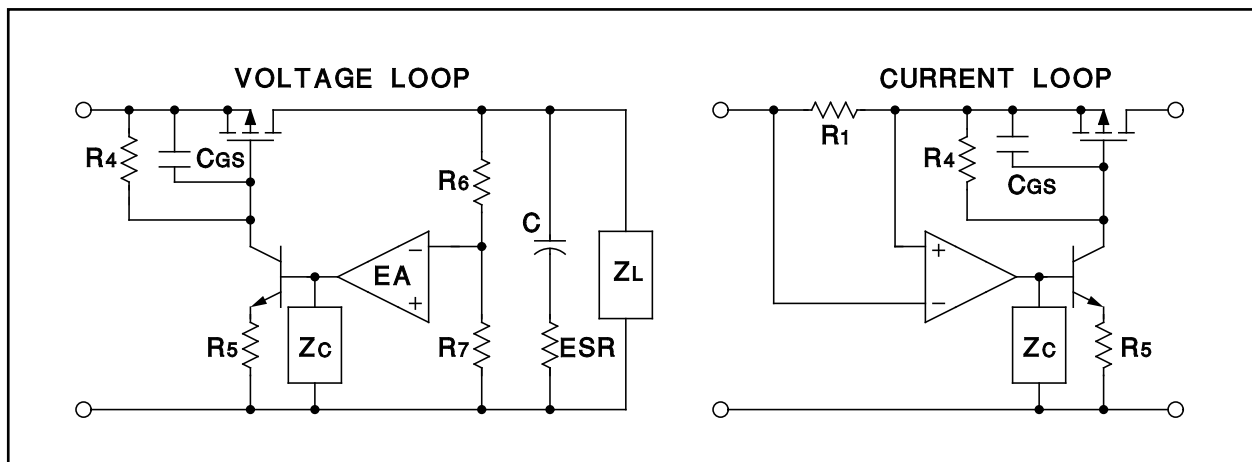 VOLTAGE LOOP
R4
CGS
R6
C
EA
−
+
ZL
R5
ZC
R7
ESR
CURRENT LOOP
R1
R4
CGS
+
−
ZC
R5